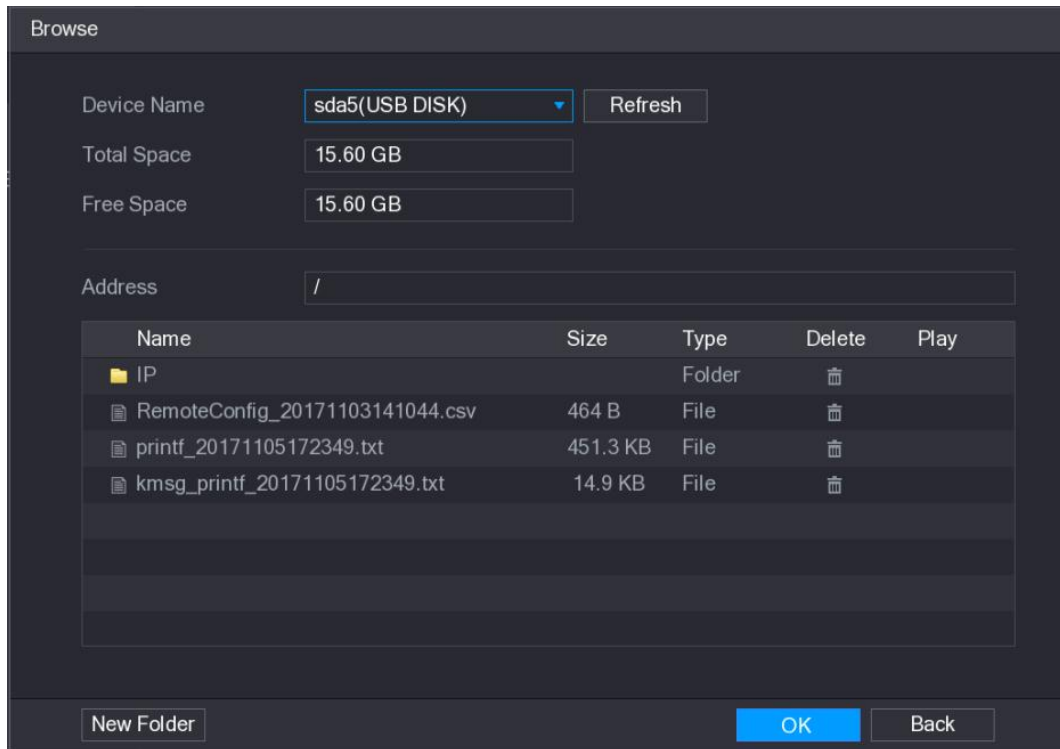 Browse
Device Name sda5(USB DISK) Refresh
Total Space 15.60 GB
Free Space 15.60 GB
Address /
Name Size Type Delete Play
IP Folder
RemoteConfig_20171103141044.csv 464 B File
printf_20171105172349.txt 451.3 KB File
kmsg_printf_20171105172349.txt 14.9 KB File
New Folder OK Back